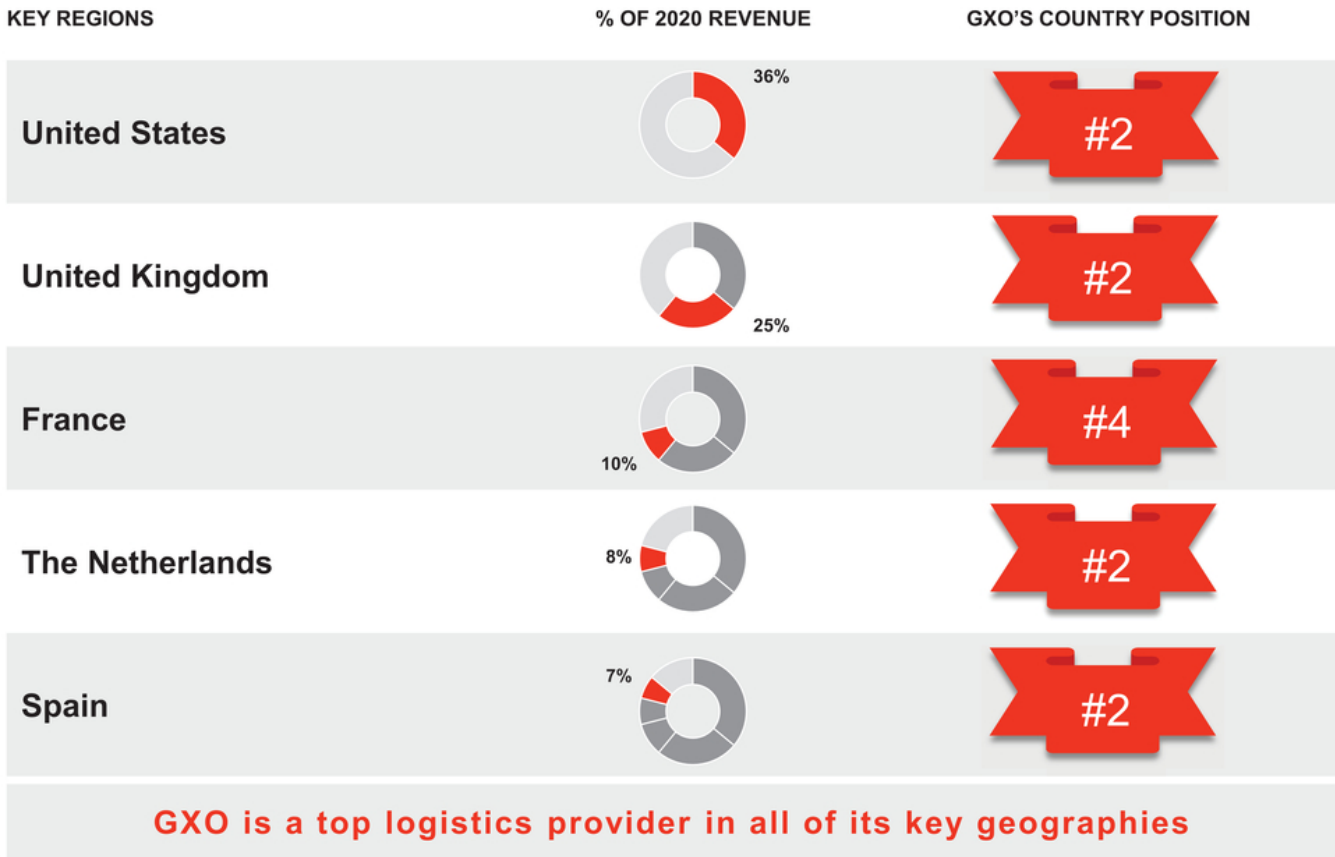 KEY REGIONS % OF 2020 REVENUE GXO'S COUNTRY POSITION
United States 36% #2
United Kingdom 25% #2
France 10% #4
The Netherlands 8% #2
Spain 7% #2
GXO is a top logistics provider in all of its key geographies